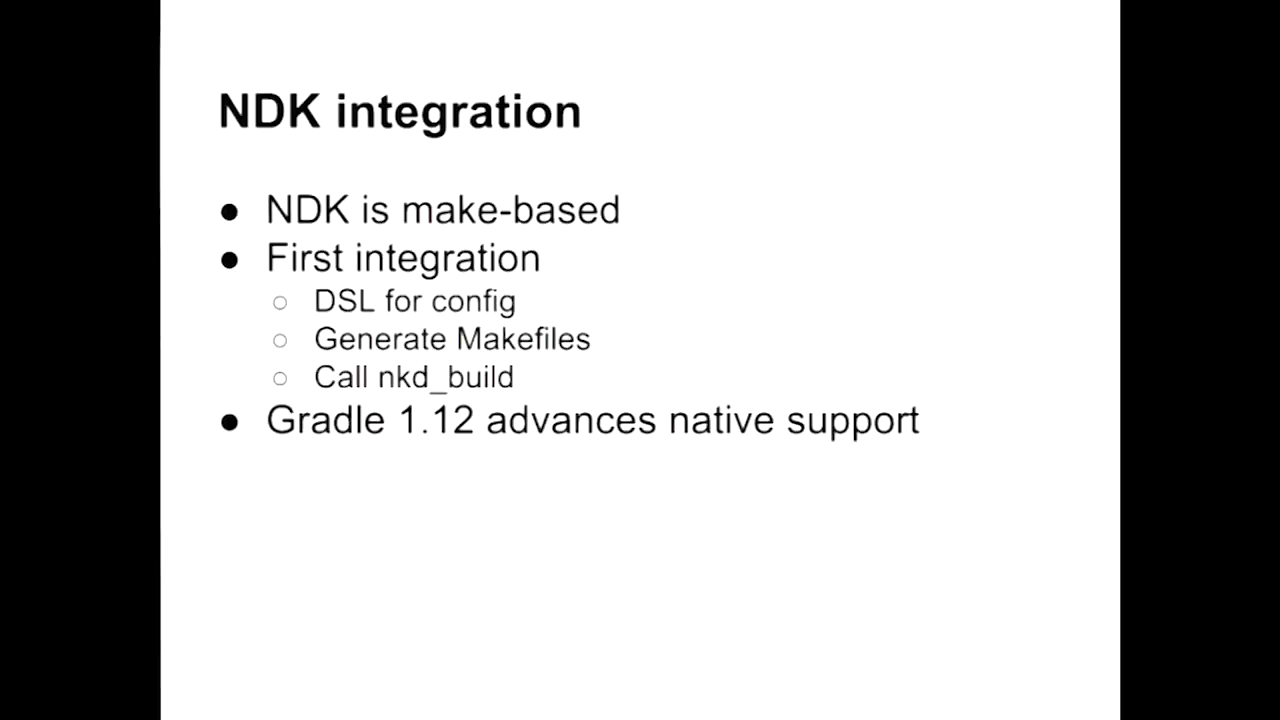 NDK integration
● NDK is make-based
● First integration
○ DSL for config
○ Generate Makefiles
○ Call nkd_build
● Gradle 1.12 advances native support